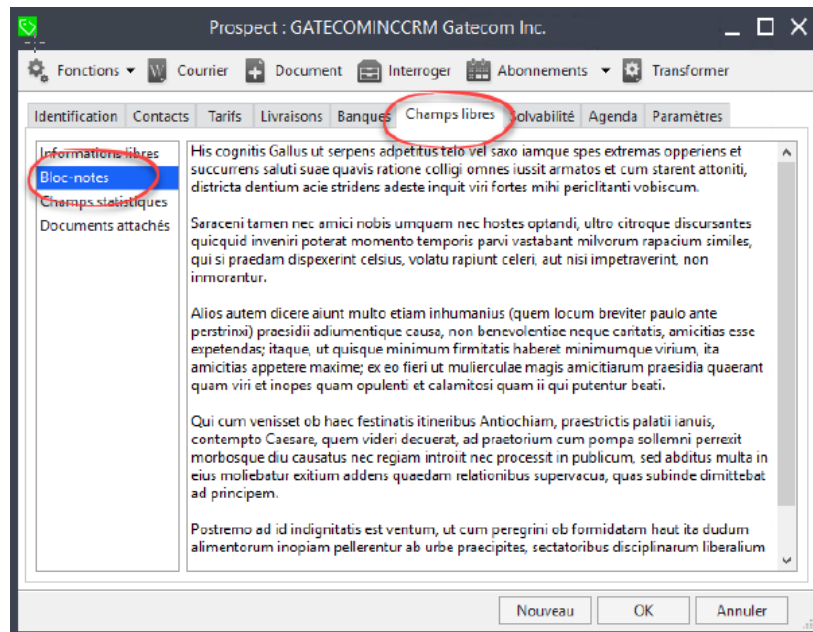 Prospect : GATECOMINCCRM Gatecom Inc.
Fonctions Courrier Document Interroger Abonnements Transformer
Identification Contacts Tarifs Livraisons Banques Champs libres Solvabilité Agenda Paramètres
Informations libres
Bloc-notes
Champs statistiques
Documents attachés
His cognitis Gallus ut serpens adpetitus telo vel saxo iamque spes extremas opperiens et
succurrens saluti suae quavis ratione colligi omnes iussit armatos et cum starent attoniti,
districta dentium acie stridens adeste inquit viri fortes mihi periclitanti vobiscum.
Saraceni tamen nec amici nobis umquam nec hostes optandi, ultro citroque discursantes
quicquid inveniri poterat momento temporis parvi vastabant milvorum rapacium similes,
qui si praedam dispexerint celsius, volatu rapiunt celeri, aut nisi impetraverint, non
inmorantur.
Alios autem dicere aiunt multo etiam inhumanius (quem locum breviter paulo ante
perstrinxi) praesidii adiumentique causa, non benevolentiae neque caritatis, amicitias esse
expetendas; itaque, ut quisque minimum firmitatis haberet minimumque virium, ita
amicitias appetere maxime; ex eo fieri ut mulierculae magis amicitiarum praesidia quaerant
quam viri et inopes quam opulenti et calamitosi quam ii qui putentur beati.
Qui cum venisset ob haec festinatis itineribus Antiochiam, praestrictis palatii ianuis,
contempto Caesare, quem videri decuerat, ad praetorium cum pompa sollemni perrexit
morbosque diu causatus nec regiam introiit nec processit in publicum, sed abditus multa in
eius moliebatur exitium addens quaedam relationibus supervacua, quas subinde dimittebat
ad principem.
Postremo ad id indignitatis est ventum, ut cum peregrini ob formidatam haut ita dudum
alimentorum inopiam pellerentur ab urbe praecipites, sectatoribus disciplinarum liberalium
Nouveau OK Annuler